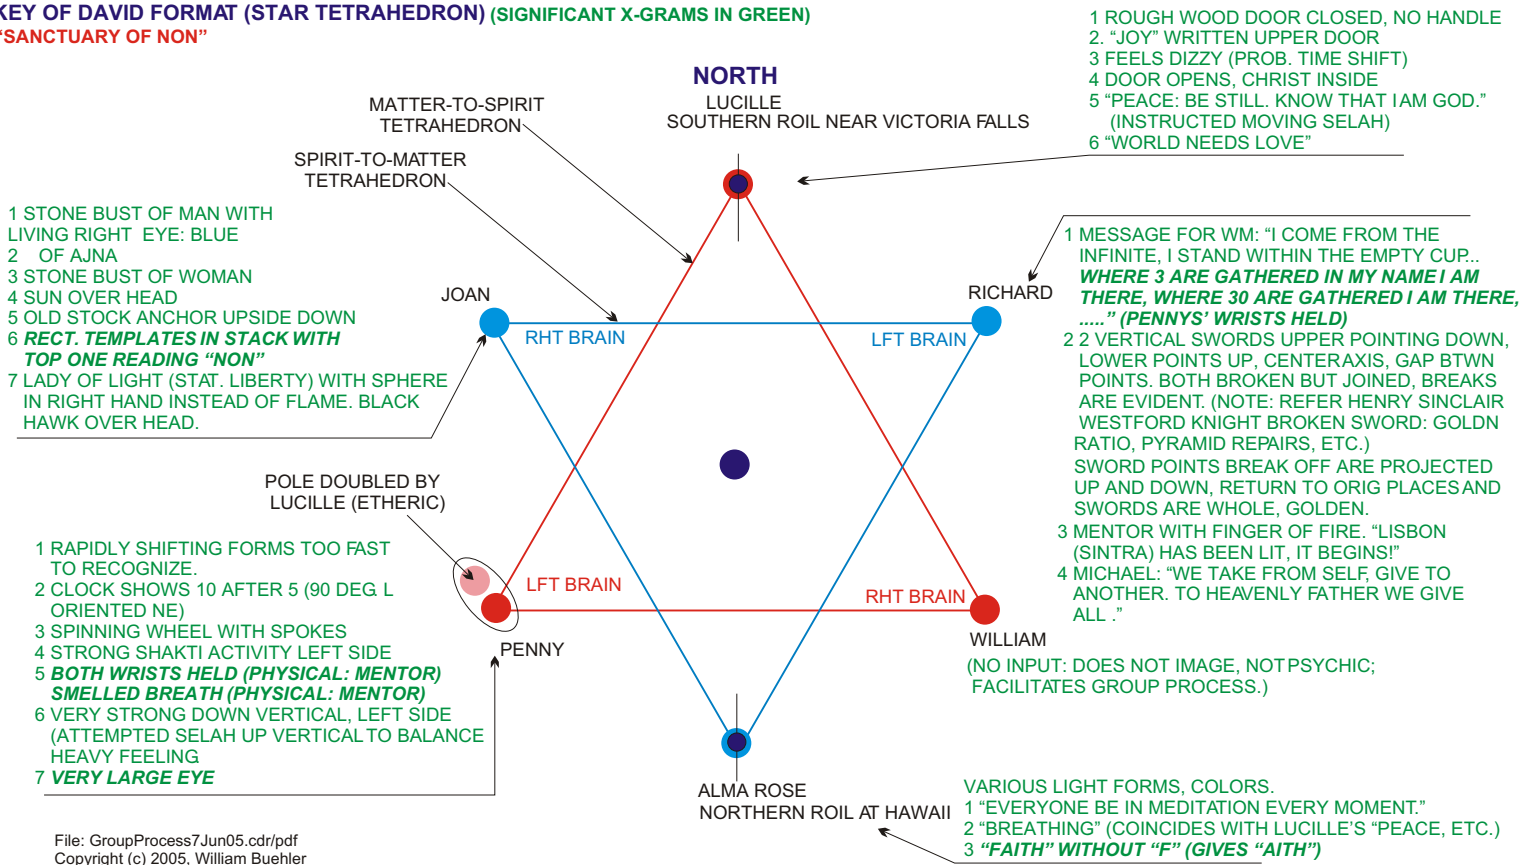 KEY OF DAVID FORMAT (STAR TETRAHEDRON) (SIGNIFICANT X-GRAMS IN GREEN)
"SANCTUARY OF NON"
1 ROUGH WOOD DOOR CLOSED, NO HANDLE
2. "JOY" WRITTEN UPPER DOOR
3 FEELS DIZZY (PROB. TIME SHIFT)
4 DOOR OPENS, CHRIST INSIDE
5 "PEACE: BE STILL. KNOW THAT I AM GOD."
(INSTRUCTED MOVING SELAH)
6 "WORLD NEEDS LOVE"
NORTH
LUCILLE
SOUTHERN ROIL NEAR VICTORIA FALLS
MATTER-TO-SPIRIT
TETRAHEDRON
SPIRIT-TO-MATTER
TETRAHEDRON
1 STONE BUST OF MAN WITH
LIVING RIGHT EYE: BLUE
2 OF AJNA
3 STONE BUST OF WOMAN
4 SUN OVER HEAD
5 OLD STOCK ANCHOR UPSIDE DOWN
6 RECT. TEMPLATES IN STACK WITH
TOP ONE READING "NON"
7 LADY OF LIGHT (STAT. LIBERTY) WITH SPHERE
IN RIGHT HAND INSTEAD OF FLAME. BLACK
HAWK OVER HEAD.
JOAN
RHT BRAIN
RICHARD
LFT BRAIN
1 MESSAGE FOR WM: "I COME FROM THE
INFINITE, I STAND WITHIN THE EMPTY CUP...
WHERE 3 ARE GATHERED IN MY NAME I AM
THERE, WHERE 30 ARE GATHERED I AM THERE,
....." (PENNYS' WRISTS HELD)
2 2 VERTICAL SWORDS UPPER POINTING DOWN,
LOWER POINTS UP, CENTERAXIS, GAP BTWN
POINTS. BOTH BROKEN BUT JOINED, BREAKS
ARE EVIDENT. (NOTE: REFER HENRY SINCLAIR
WESTFORD KNIGHT BROKEN SWORD: GOLDN
RATIO, PYRAMID REPAIRS, ETC.)
SWORD POINTS BREAK OFF ARE PROJECTED
UP AND DOWN, RETURN TO ORIG PLACES AND
SWORDS ARE WHOLE, GOLDEN.
3 MENTOR WITH FINGER OF FIRE. "LISBON
(SINTRA) HAS BEEN LIT, IT BEGINS!"
4 MICHAEL: "WE TAKE FROM SELF, GIVE TO
ANOTHER. TO HEAVENLY FATHER WE GIVE
ALL ."
POLE DOUBLED BY
LUCILLE (ETHERIC)
1 RAPIDLY SHIFTING FORMS TOO FAST
TO RECOGNIZE.
2 CLOCK SHOWS 10 AFTER 5 (90 DEG. L
ORIENTED NE)
3 SPINNING WHEEL WITH SPOKES
4 STRONG SHAKTI ACTIVITY LEFT SIDE
5 BOTH WRISTS HELD (PHYSICAL: MENTOR)
SMELLED BREATH (PHYSICAL: MENTOR)
6 VERY STRONG DOWN VERTICAL, LEFT SIDE
(ATTEMPTED SELAH UP VERTICAL TO BALANCE
HEAVY FEELING
7 VERY LARGE EYE
LFT BRAIN
PENNY
RHT BRAIN
WILLIAM
(NO INPUT: DOES NOT IMAGE, NOT PSYCHIC;
FACILITATES GROUP PROCESS.)
ALMA ROSE
NORTHERN ROIL AT HAWAII
VARIOUS LIGHT FORMS, COLORS.
1 "EVERYONE BE IN MEDITATION EVERY MOMENT."
2 "BREATHING" (COINCIDES WITH LUCILLE'S "PEACE, ETC.)
3 "FAITH" WITHOUT "F" (GIVES "AITH")
File: GroupProcess7Jun05.cdr/pdf
Copyright (c) 2005, William Buehler